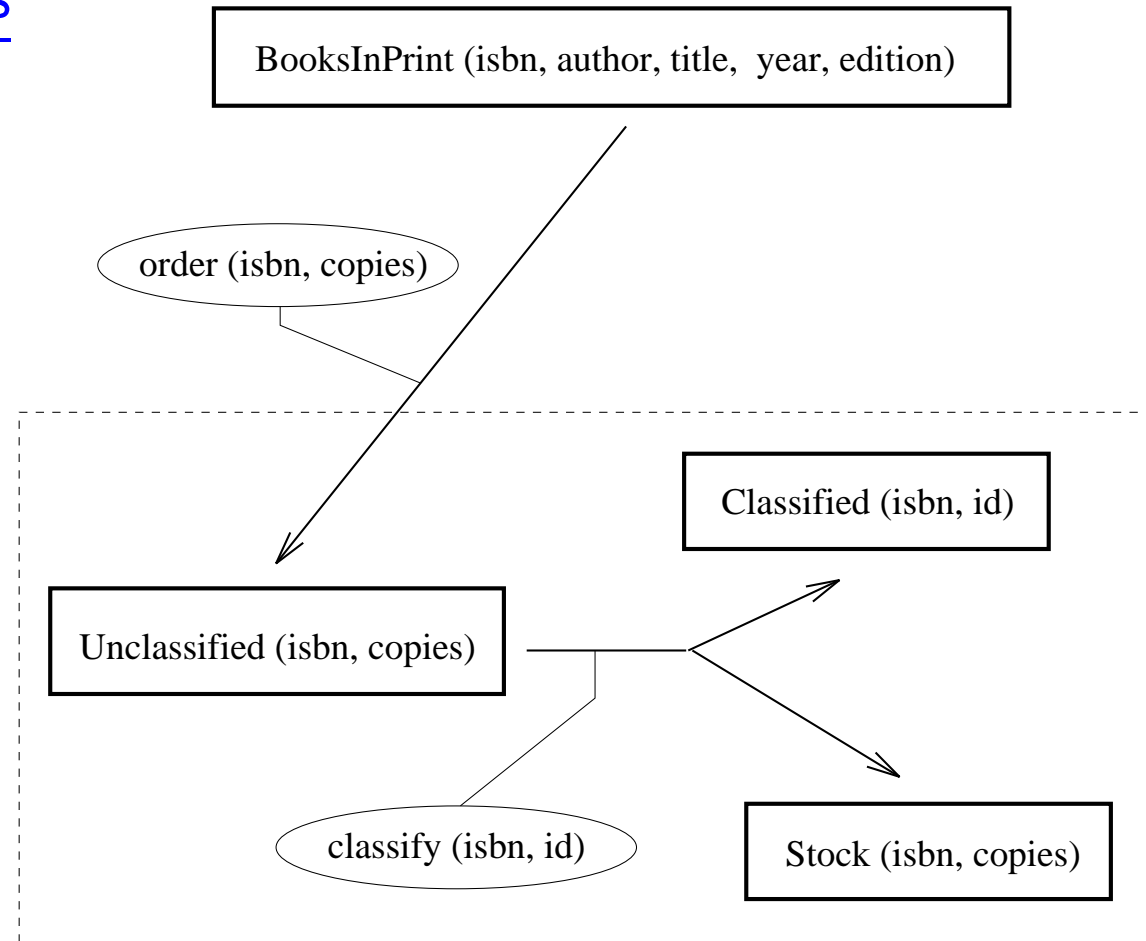 s
BooksInPrint (isbn, author, title, year, edition)
order (isbn, copies)
Classified (isbn, id)
Unclassified (isbn, copies)
classify (isbn, id)
Stock (isbn, copies)